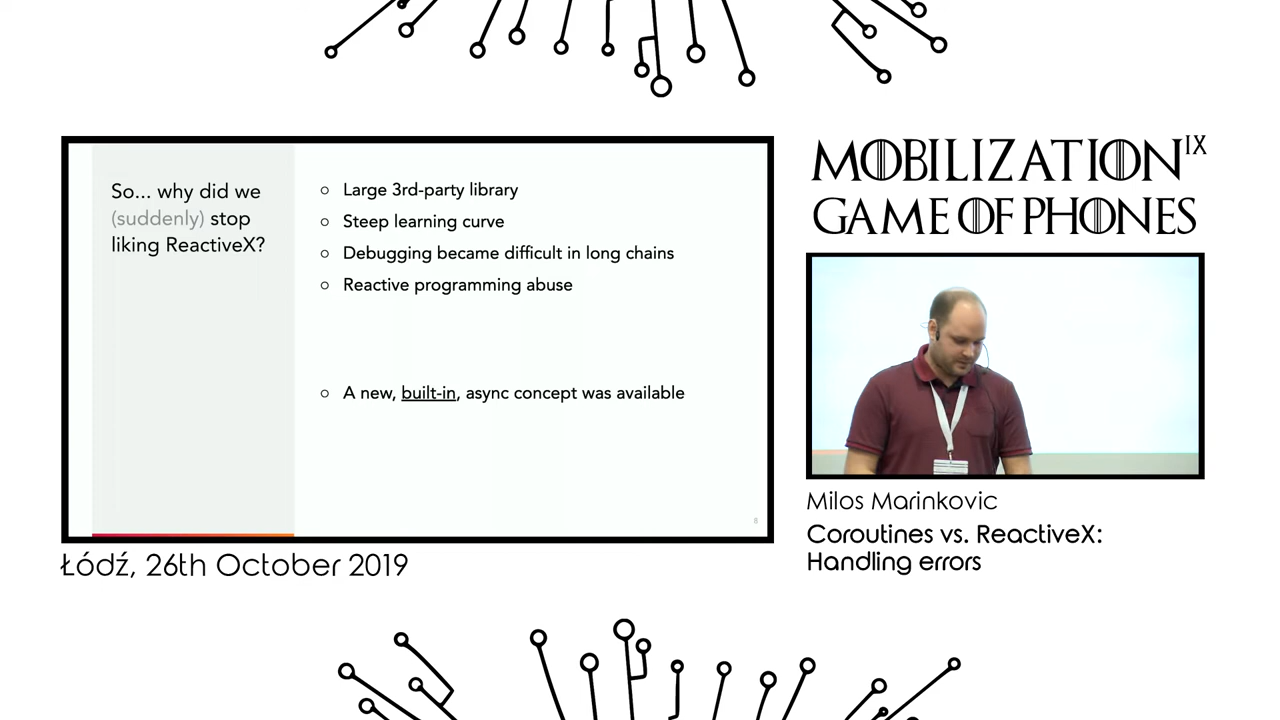 So... why did we
(suddenly) stop
liking ReactiveX?
Large 3rd-party library
Steep learning curve
Debugging became difficult in long chains
Reactive programming abuse
A new, built-in, async concept was available
8
MOBILIZATION IX
GAME OF PHONES
Milos Marinkovic
Coroutines vs. ReactiveX:
Handling errors
Łódź, 26th October 2019